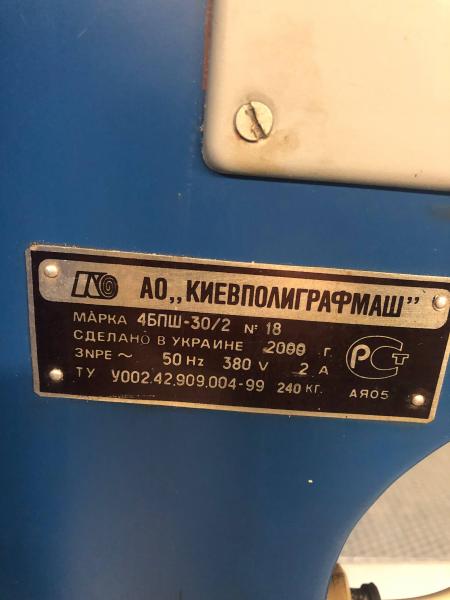 АО „КИЕВПОЛИГРАФМАШ"
МАРКА 4БПШ-30/2 № 18
СДЕЛАНО В УКРАИНЕ 2000 г.
3NPE ~ 50 Hz 380 V 2 А
ТУ У002.42.909.004-99 240 КГ.
РСТ
АЯ05